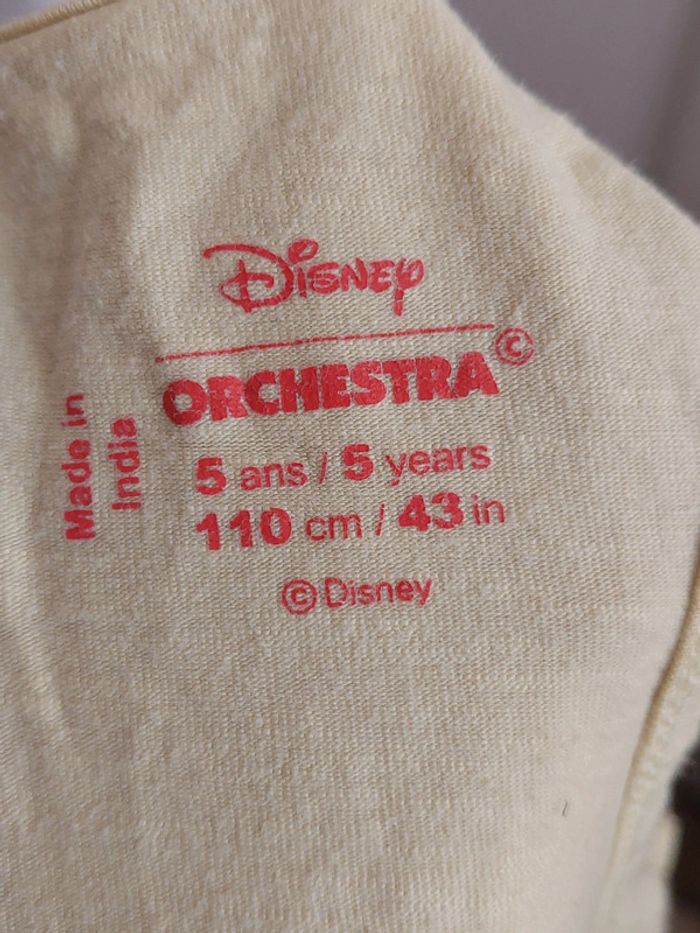 Disney
ORCHESTRA©
Made in
India
5 ans / 5 years
110 cm / 43 in
©Disney